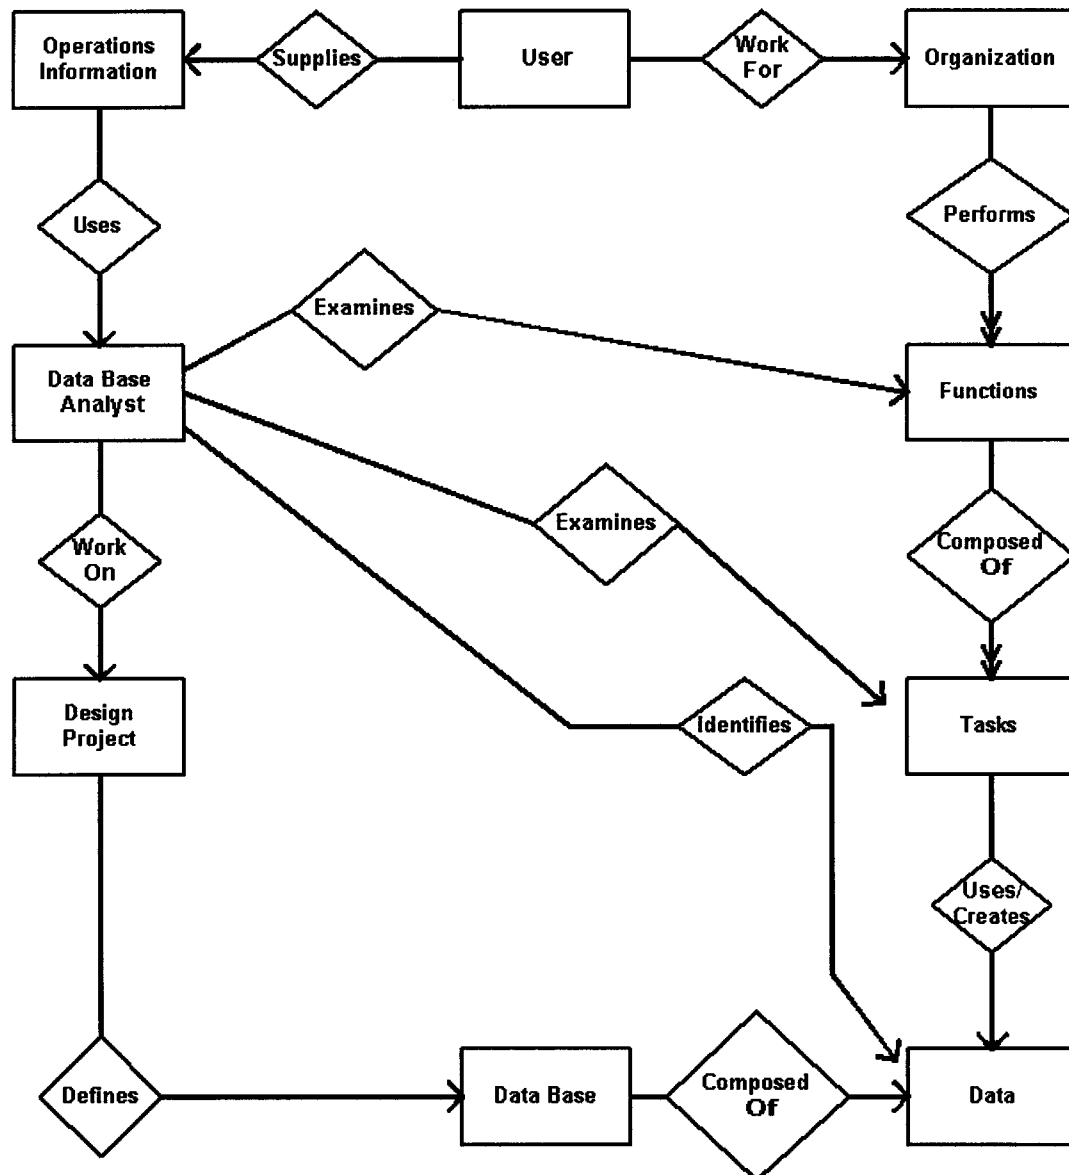 Operations
Information
Supplies
User
Work
For
Organization
Uses
Performs
Examines
Data Base
Analyst
Functions
Examines
Work
On
Composed
Of
Design
Project
Identifies
Tasks
Uses/
Creates
Defines
Data Base
Composed
Of
Data